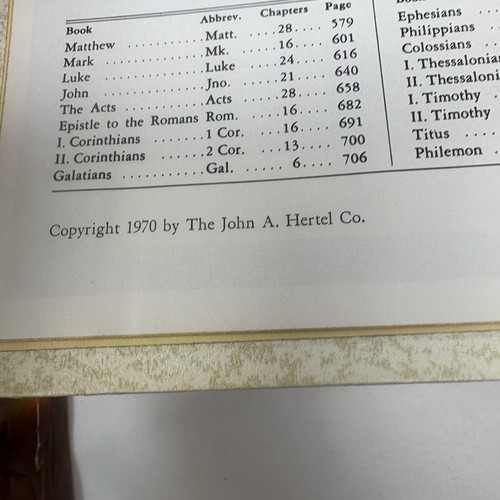 Book Abbrev. Chapters Page
Matthew ........... Matt. .....28.... 579
Mark .............. Mk. .....16.... 601
Luke .............. Luke ....24.... 616
John .............. Jno. ....21.... 640
The Acts .......... Acts ....28.... 658
Epistle to the Romans Rom. ....16.... 682
I. Corinthians .......1 Cor. ...16.... 691
II. Corinthians ......2 Cor. ...13.... 700
Galatians ...........Gal. ..... 6.... 706
Ephesians ...
Philippians ...
Colossians ..
I. Thessalonian
II. Thessaloni
I. Timothy .
II. Timothy
Titus ....
Philemon .
Copyright 1970 by The John A. Hertel Co.